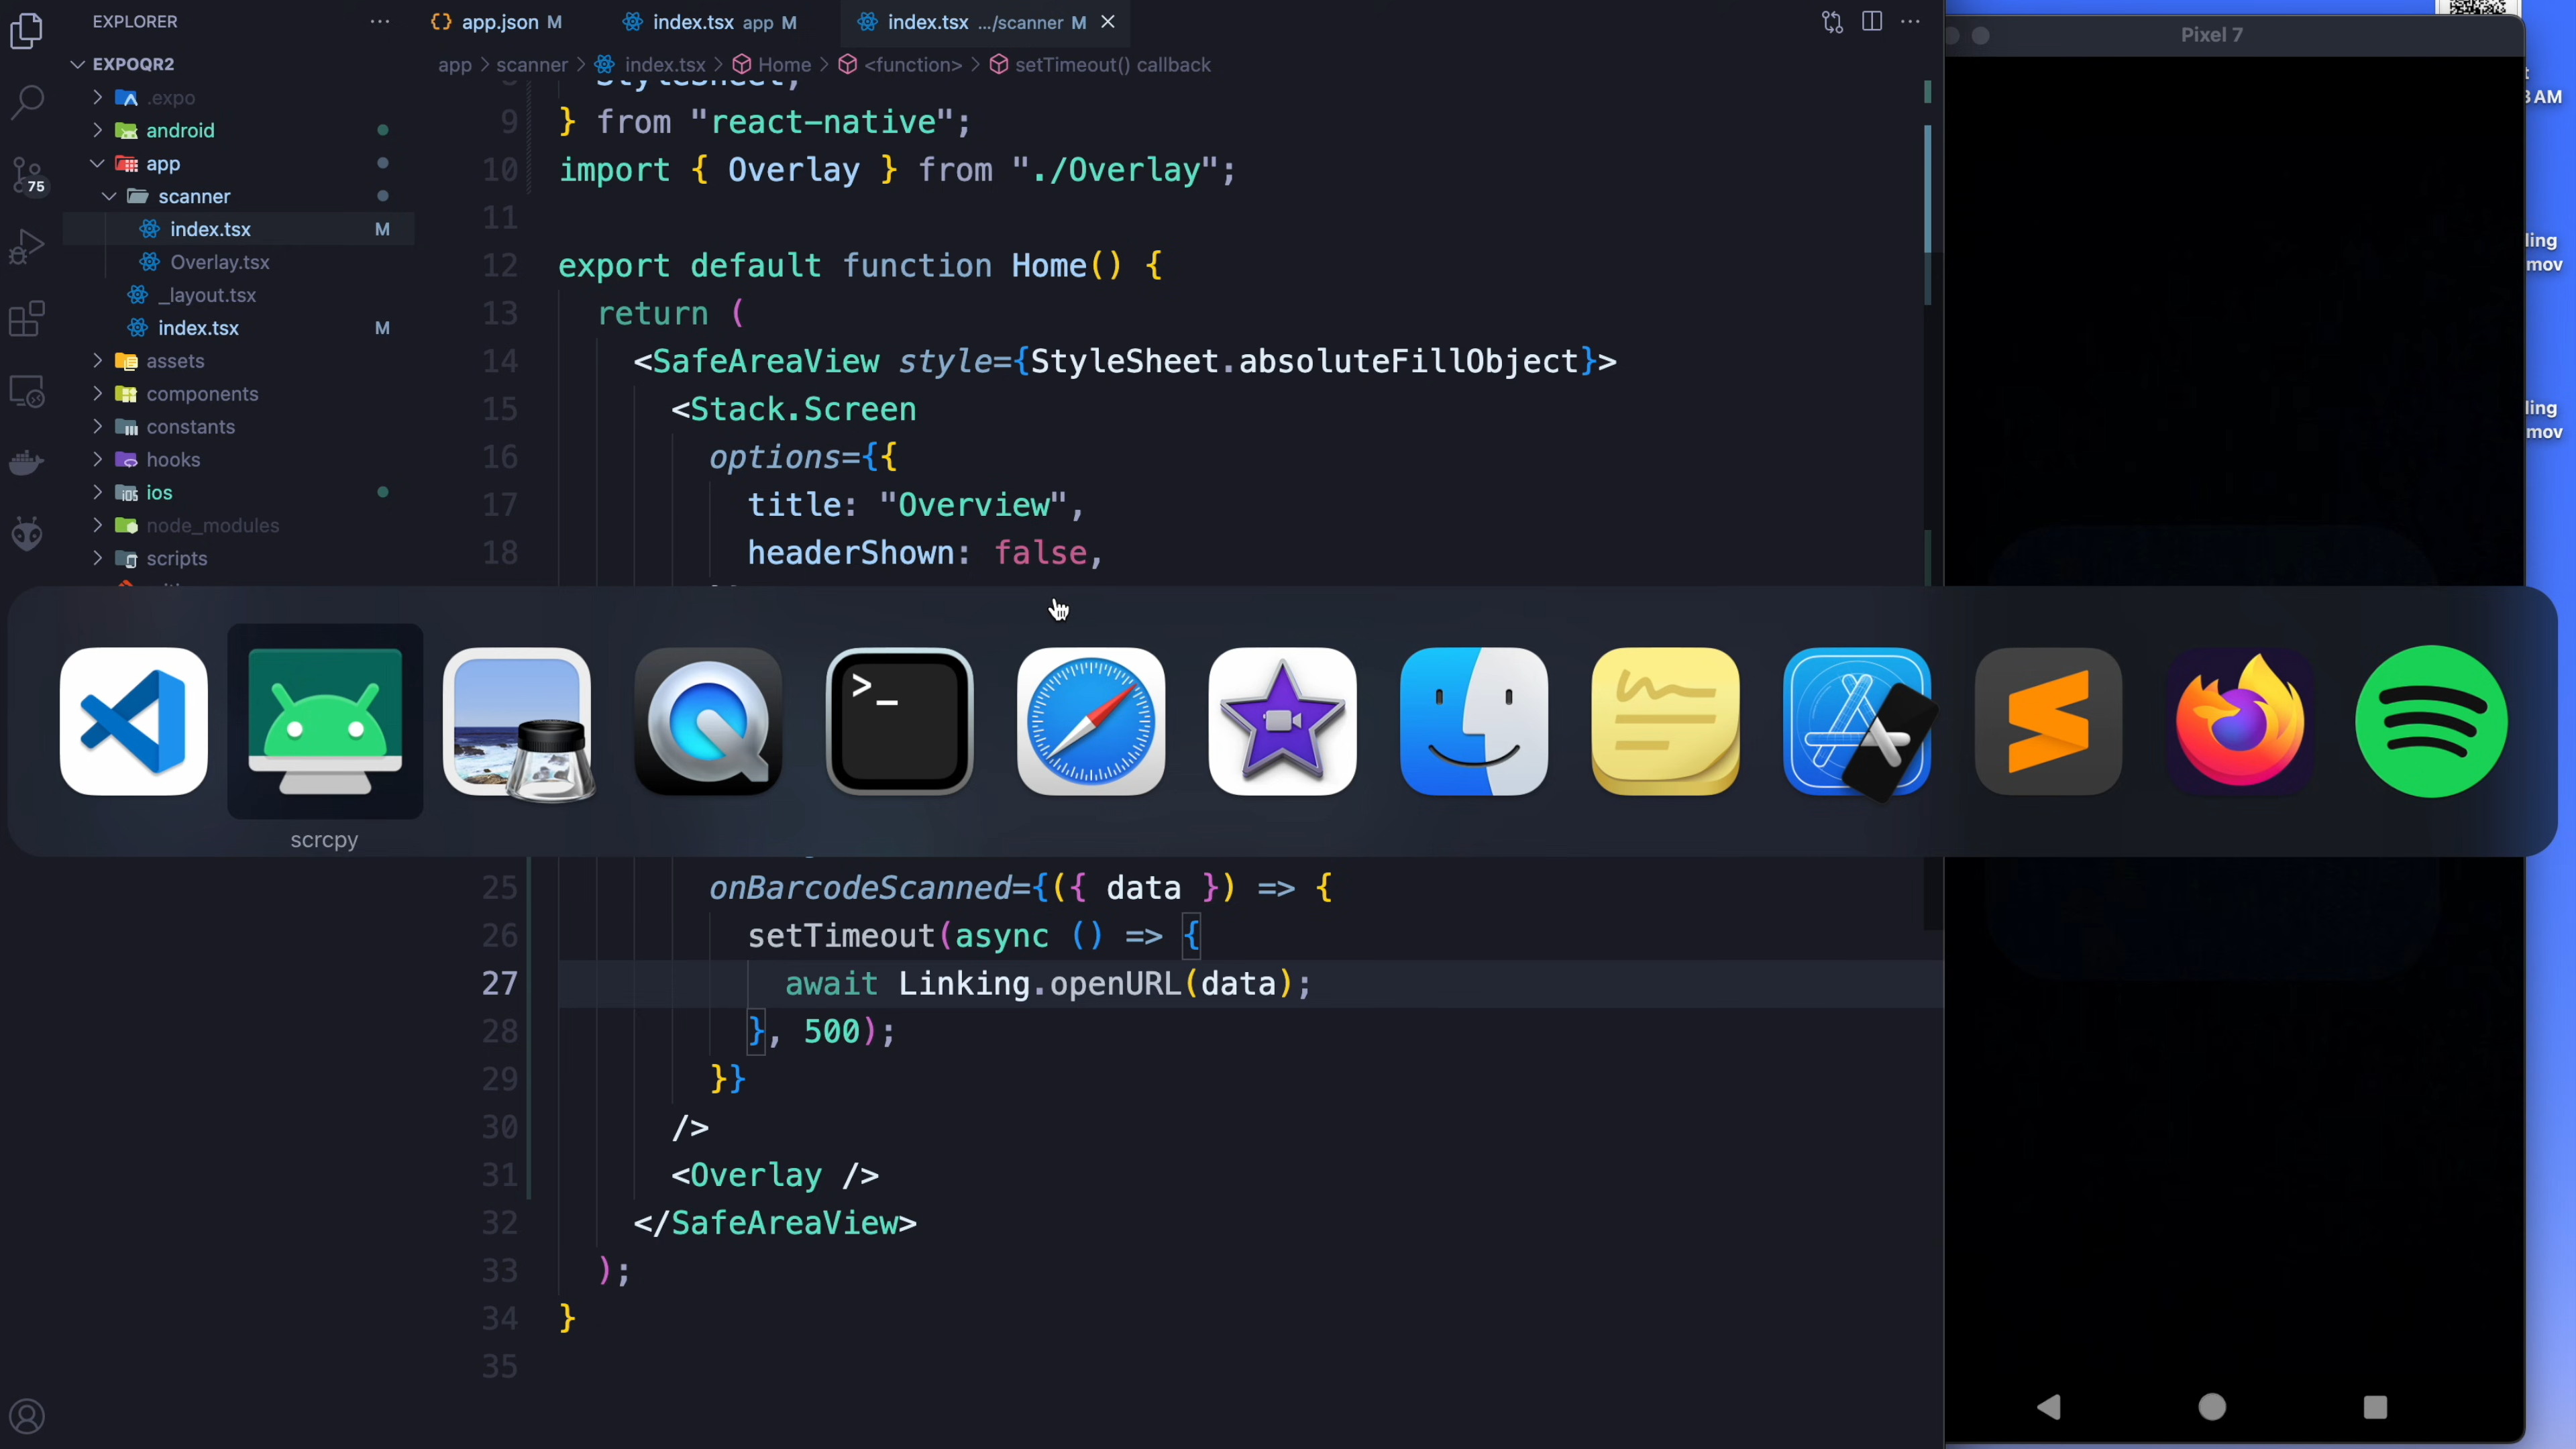 EXPLORER
EXPOQR2
.expo
android
app
scanner
index.tsx M
Overlay.tsx
_layout.tsx
index.tsx M
assets
components
constants
hooks
ios
node_modules
scripts
75
{} app.json M
index.tsx app M
index.tsx .../scanner M
app > scanner > index.tsx > Home > <function> > setTimeout() callback
9 } from "react-native";
10 import { Overlay } from "./Overlay";
11
12 export default function Home() {
13 return (
14 <SafeAreaView style={StyleSheet.absoluteFillObject}>
15 <Stack.Screen
16 options={{
17 title: "Overview",
18 headerShown: false,
scrcpy
25 onBarcodeScanned={({ data }) => {
26 setTimeout(async () => {
27 await Linking.openURL(data);
28 }, 500);
29 }}
30 />
31 <Overlay />
32 </SafeAreaView>
33 );
34 }
35
Pixel 7
AM
ling
mov
ling
mov